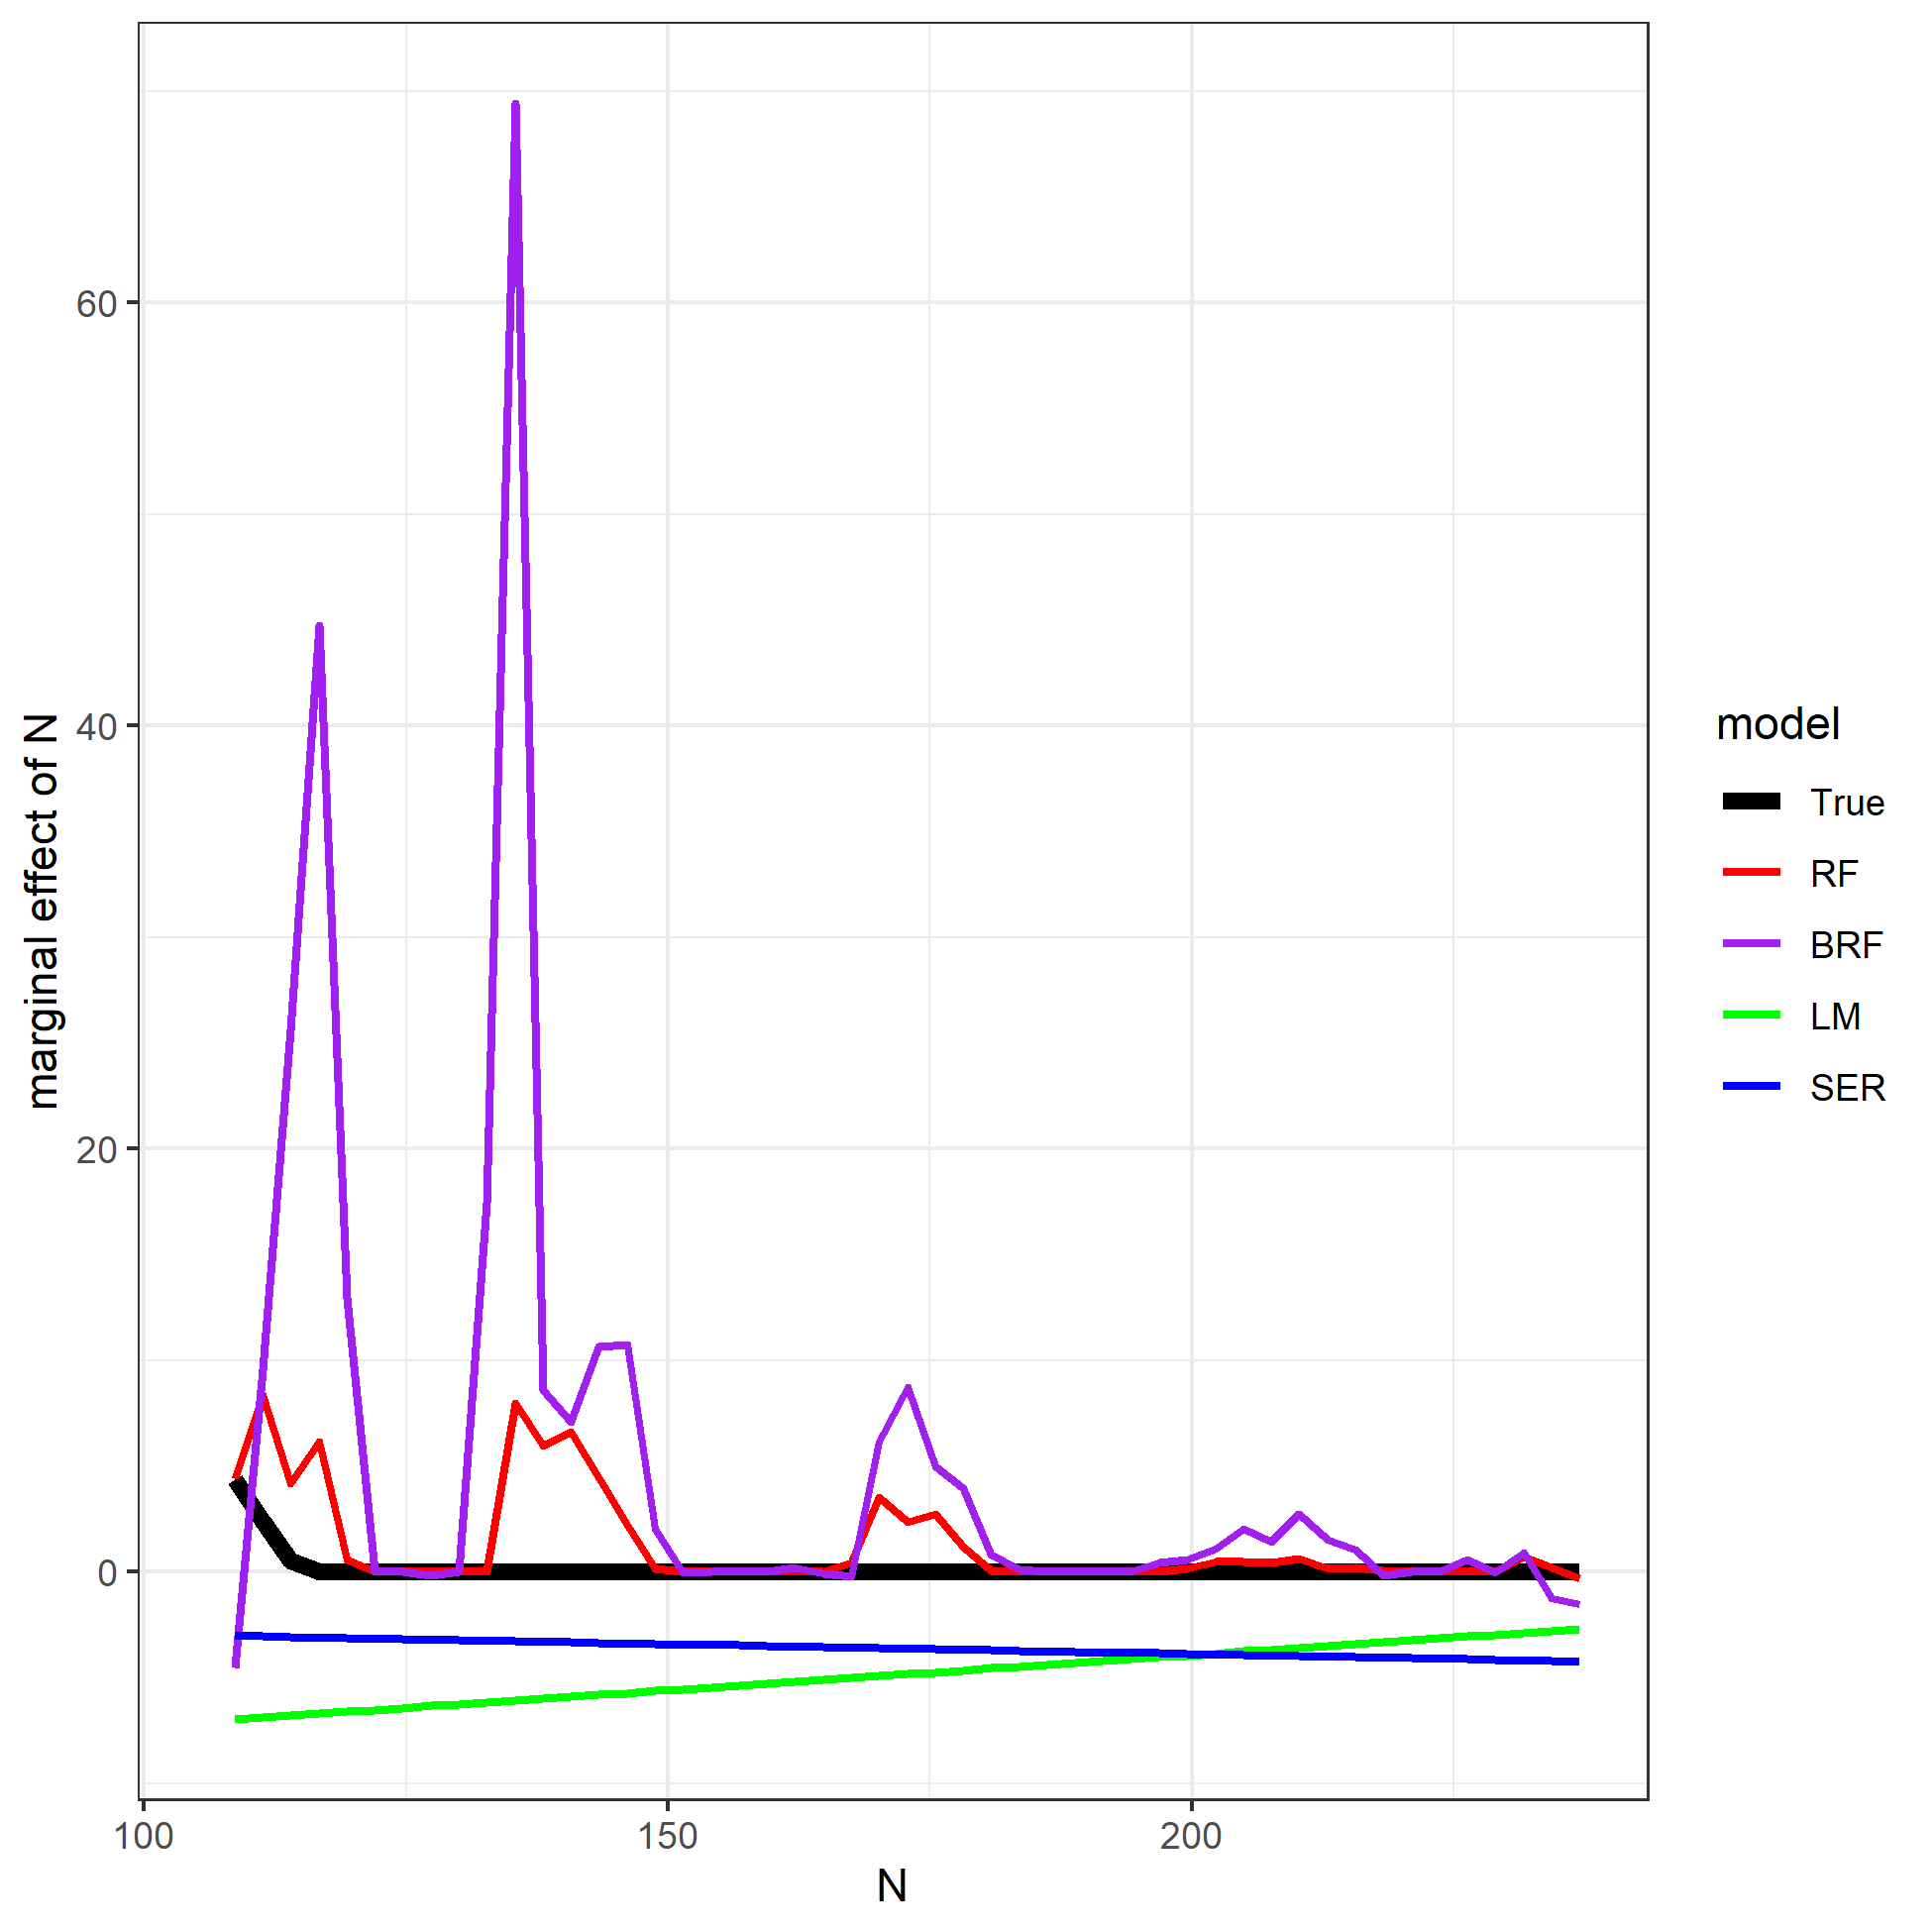 marginal effect of N
60
40
20
0
100
150
200
N
model
True
RF
BRF
LM
SER